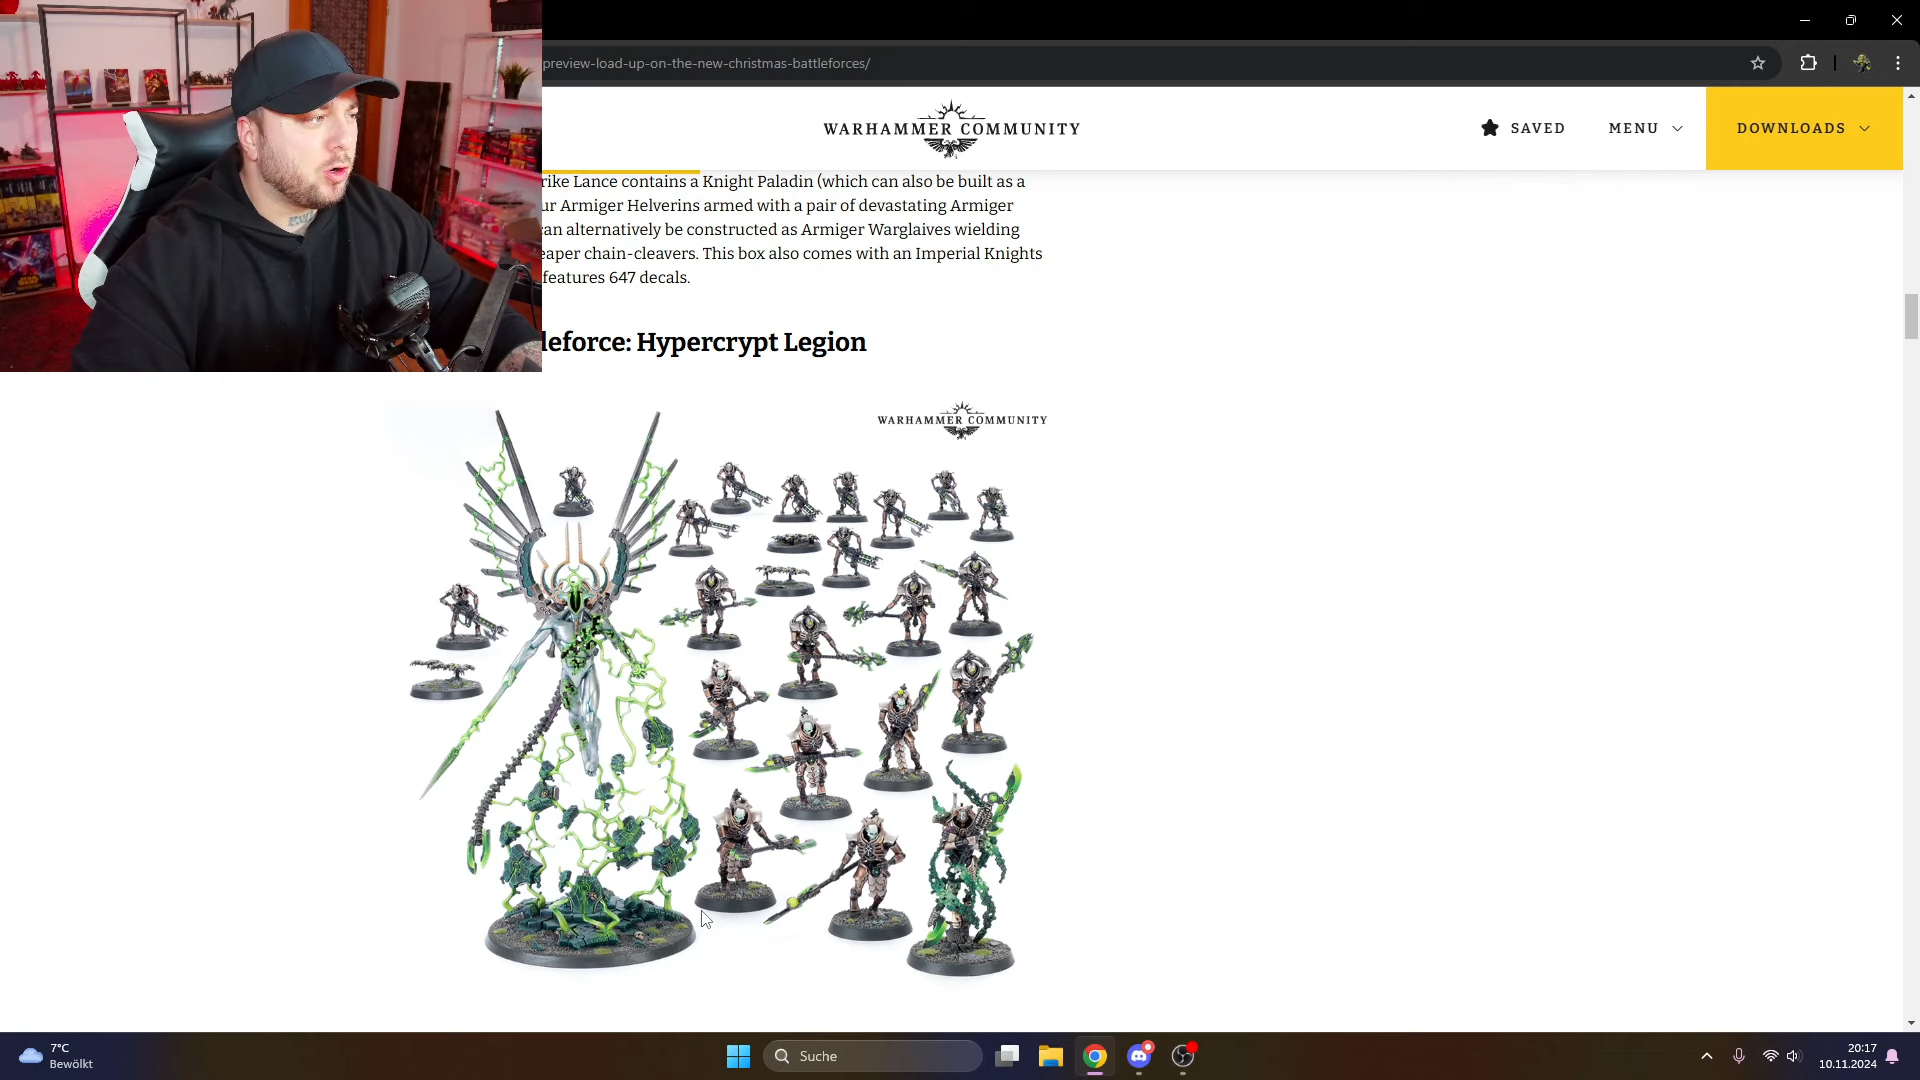 preview-load-up-on-the-new-christmas-battleforces/
WARHAMMER COMMUNITY
SAVED
MENU
DOWNLOADS
rike Lance contains a Knight Paladin (which can also be built as a
ur Armiger Helverins armed with a pair of devastating Armiger
an alternatively be constructed as Armiger Warglaives wielding
eaper chain-cleavers. This box also comes with an Imperial Knights
features 647 decals.
leforce: Hypercrypt Legion
WARHAMMER COMMUNITY
7°C
Bewölkt
Suche
20:17
10.11.2024